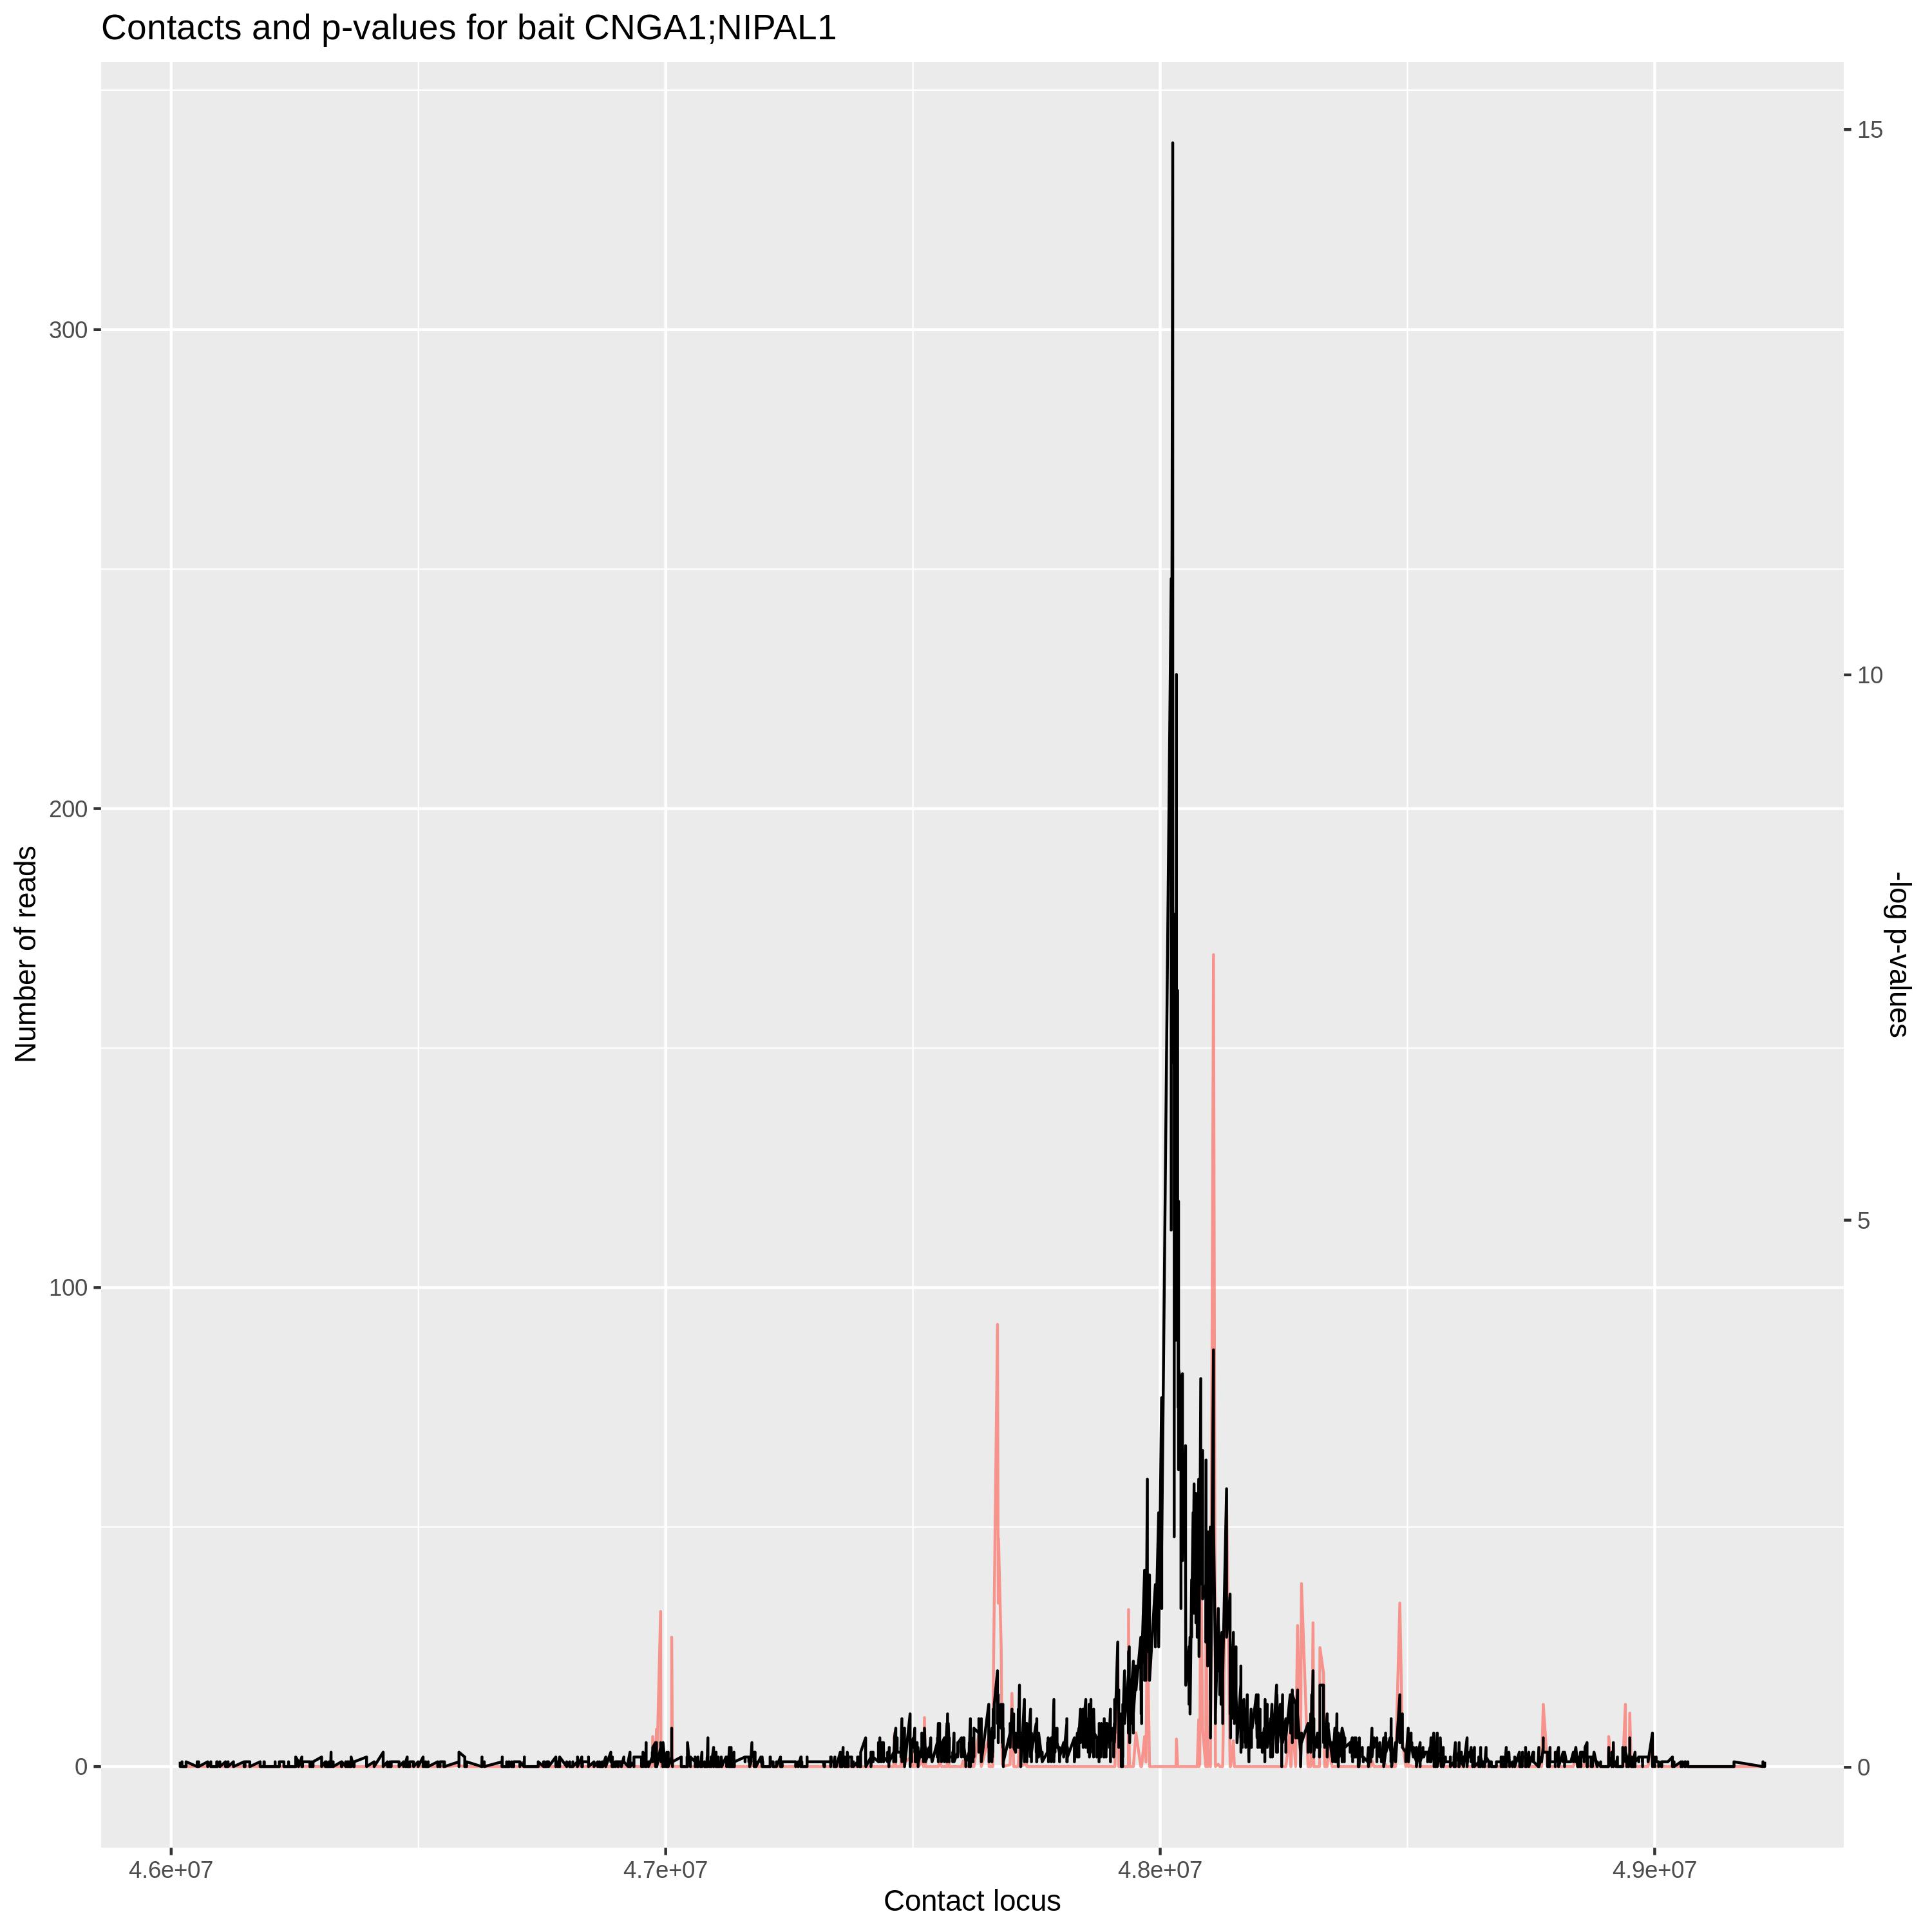 Contacts and p-values for bait CNGA1;NIPAL1
300
200
100
0
Number of reads
15
10
5
0
-log p-values
4.6e+07
4.7e+07
4.8e+07
4.9e+07
Contact locus